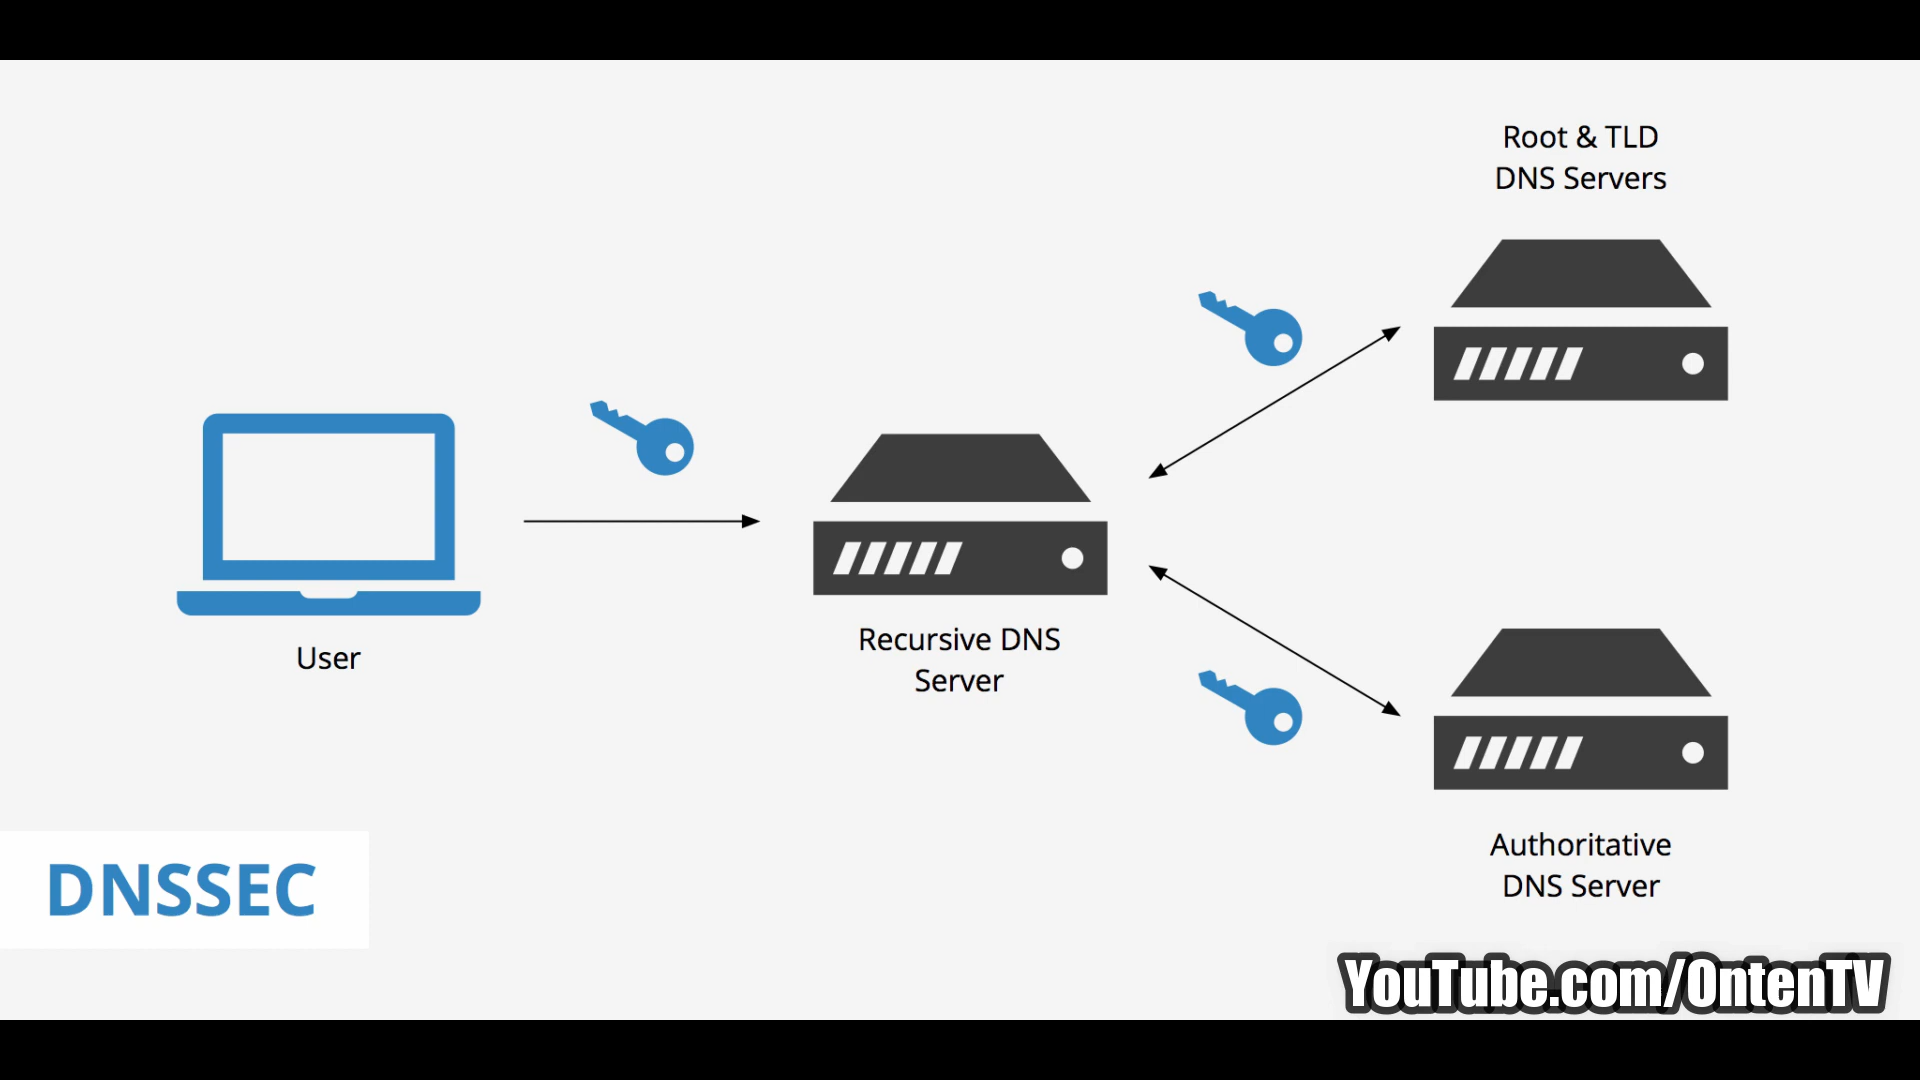 Root & TLD
DNS Servers
User
Recursive DNS
Server
Authoritative
DNS Server
DNSSEC
YouTube.com/OntenTV